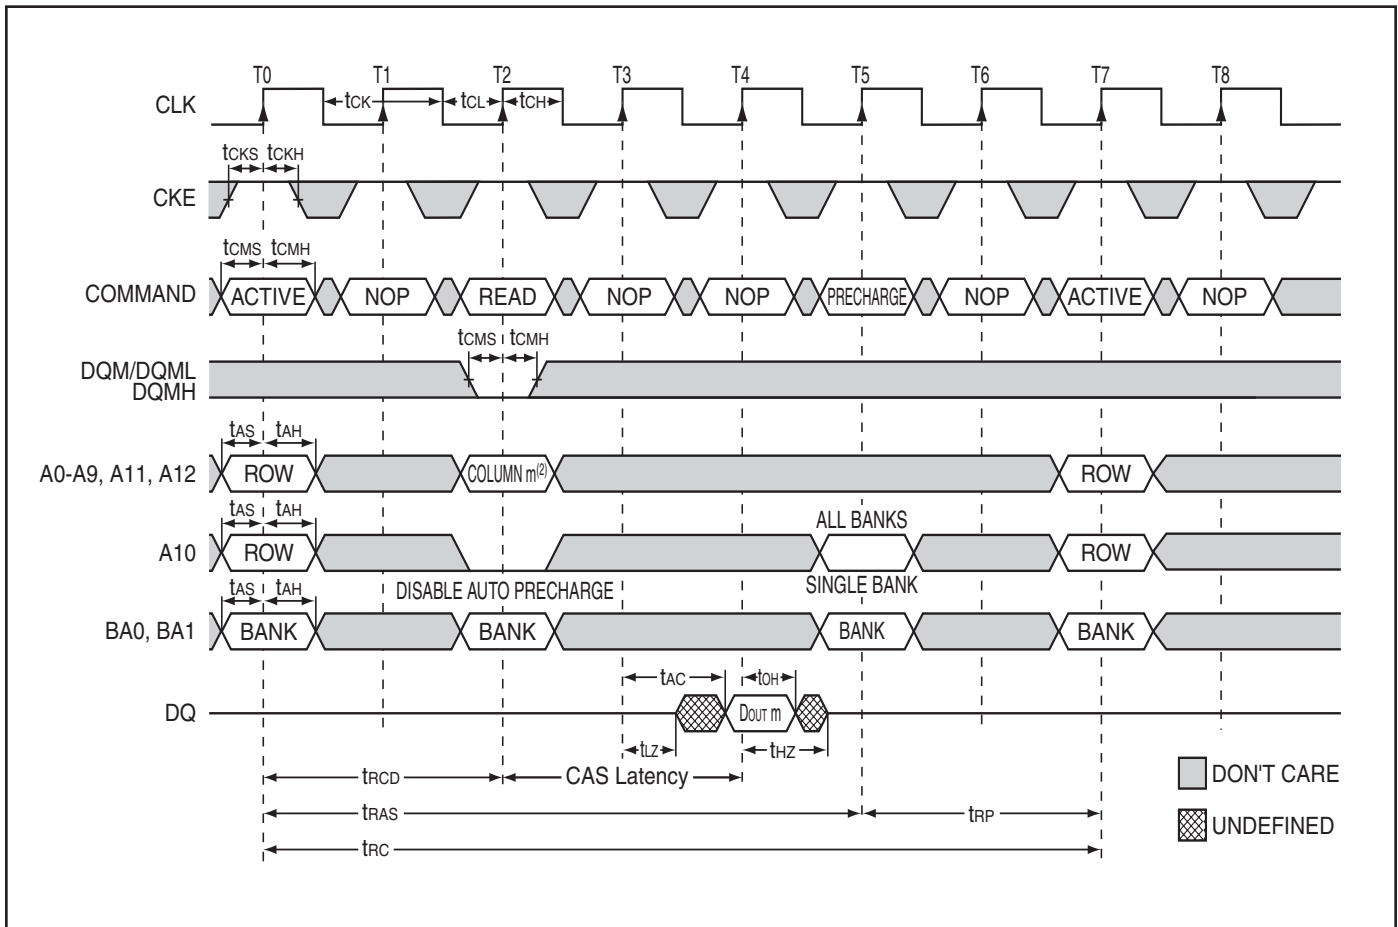 T0 T1 T2 T3 T4 T5 T6 T7 T8
CLK tCK tCL tCH
tCKS tCKH
CKE
tCMS tCMH
COMMAND ACTIVE NOP READ NOP NOP PRECHARGE NOP ACTIVE NOP
tCMS tCMH
DQM/DQML
DQMH
tAS tAH
A0-A9, A11, A12 ROW COLUMN m(2) ROW
tAS tAH ALL BANKS
A10 ROW ROW
DISABLE AUTO PRECHARGE SINGLE BANK
tAS tAH
BA0, BA1 BANK BANK BANK BANK
tAC tOH
DQ DOUT m
tLZ tHZ
tRCD CAS Latency
DON'T CARE
tRAS tRP
UNDEFINED
tRC